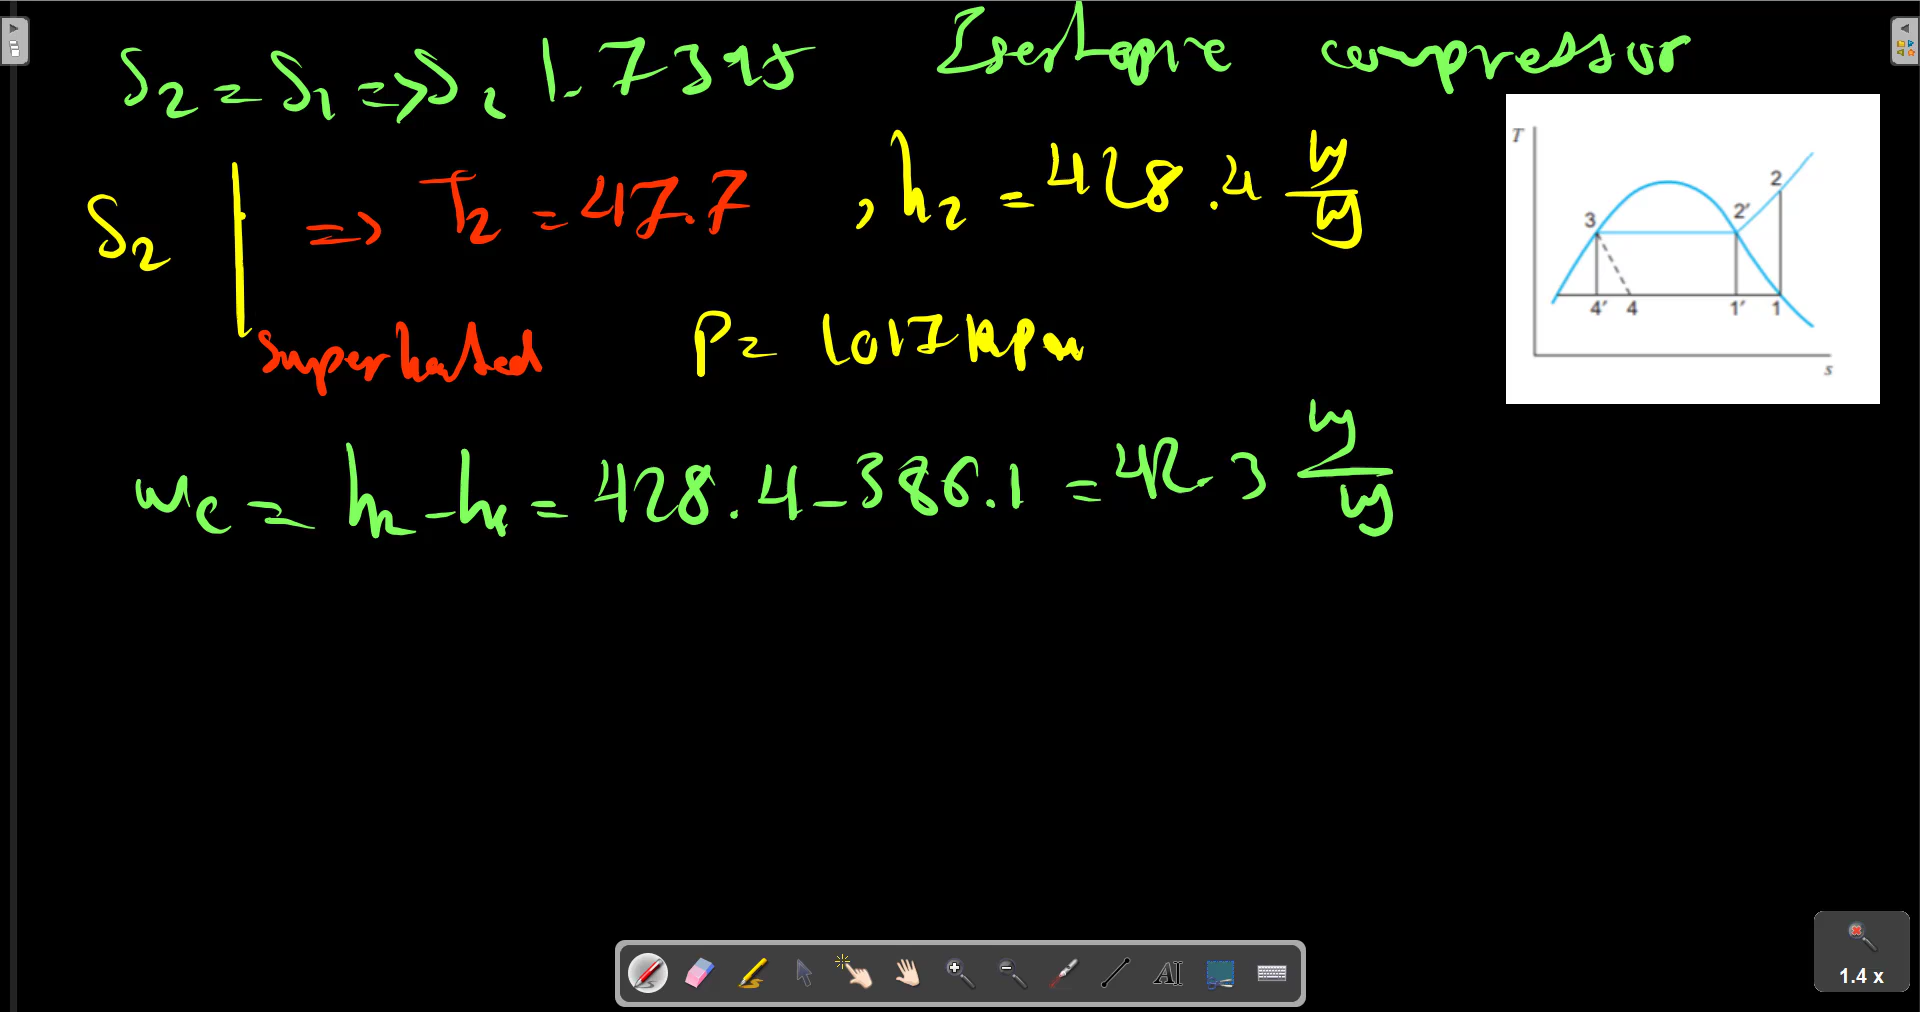 S2 = S1 => S2 1.7395 Isentropic compressor
S2 => T2 = 47.7 , h2 = 428.4 kJ/kg
superheated P = 1017 kPa
wc = h2 - h1 = 428.4 - 386.1 = 42.3 kJ/kg
T
2
2′
3
4′ 4 1′ 1
s
AI
1.4 x